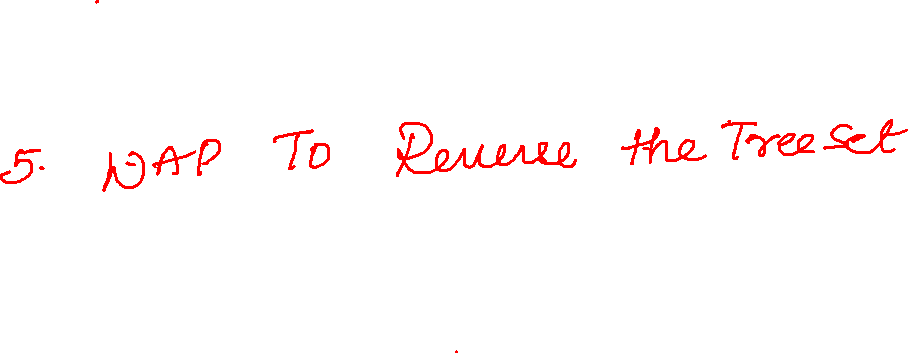 5. WAP To Reverse the TreeSet